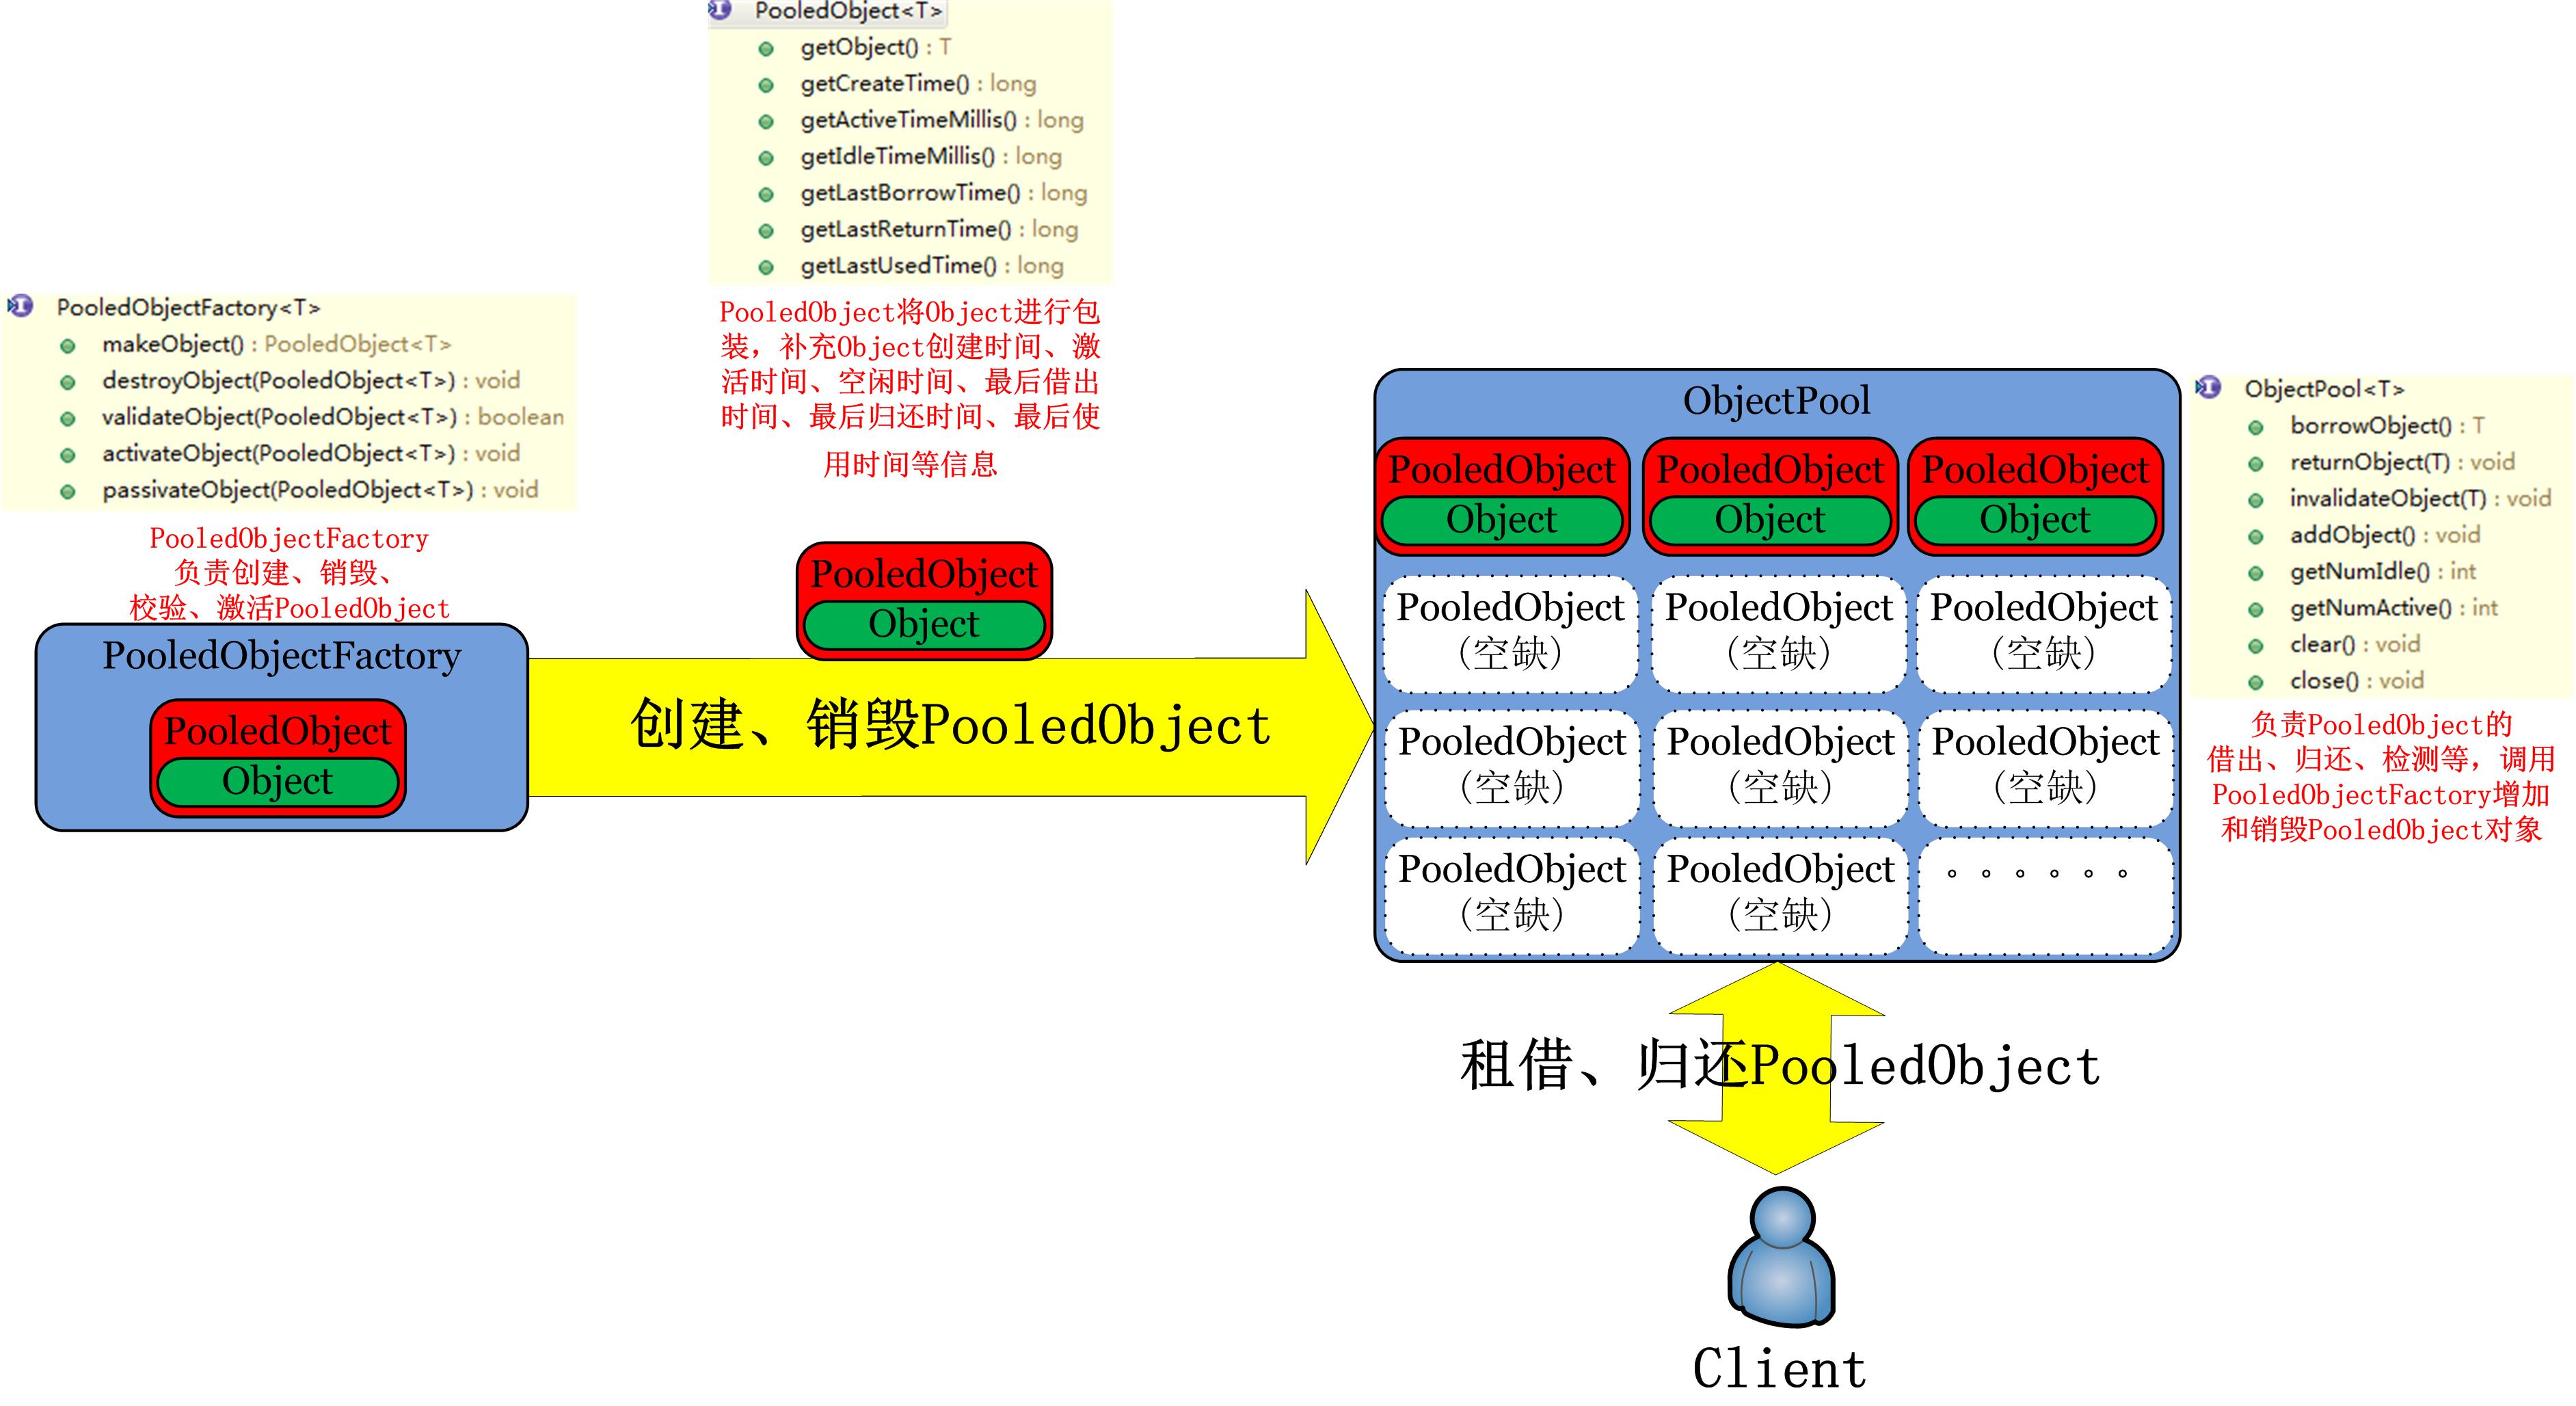 PooledObject<T>
getObject() : T
getCreateTime() : long
getActiveTimeMillis() : long
getIdleTimeMillis() : long
getLastBorrowTime() : long
getLastReturnTime() : long
getLastUsedTime() : long
PooledObject将Object进行包
装，补充Object创建时间、激
活时间、空闲时间、最后借出
时间、最后归还时间、最后使
用时间等信息
PooledObjectFactory<T>
makeObject() : PooledObject<T>
destroyObject(PooledObject<T>) : void
validateObject(PooledObject<T>) : boolean
activateObject(PooledObject<T>) : void
passivateObject(PooledObject<T>) : void
PooledObjectFactory
负责创建、销毁、
校验、激活PooledObject
PooledObjectFactory
PooledObject
Object
PooledObject
Object
创建、销毁PooledObject
ObjectPool
PooledObject
Object
PooledObject
Object
PooledObject
Object
PooledObject
（空缺）
PooledObject
（空缺）
PooledObject
（空缺）
PooledObject
（空缺）
PooledObject
（空缺）
PooledObject
（空缺）
PooledObject
（空缺）
PooledObject
（空缺）
。。。。。。
ObjectPool<T>
borrowObject() : T
returnObject(T) : void
invalidateObject(T) : void
addObject() : void
getNumIdle() : int
getNumActive() : int
clear() : void
close() : void
负责PooledObject的
借出、归还、检测等，调用
PooledObjectFactory增加
和销毁PooledObject对象
租借、归还PooledObject
Client